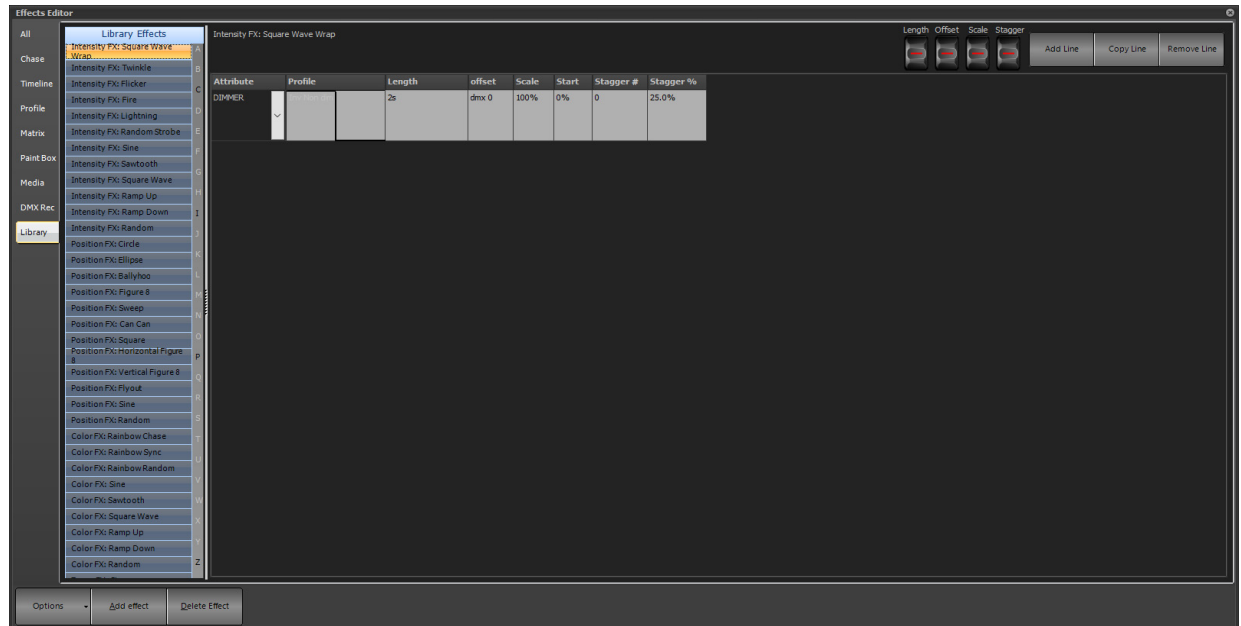 Effects Editor
All
Chase
Timeline
Profile
Matrix
Paint Box
Media
DMX Rec
Library
Library Effects
Intensity FX: Square Wave
Wrap
Intensity FX: Twinkle
Intensity FX: Flicker
Intensity FX: Fire
Intensity FX: Lightning
Intensity FX: Random Strobe
Intensity FX: Sine
Intensity FX: Sawtooth
Intensity FX: Square Wave
Intensity FX: Ramp Up
Intensity FX: Ramp Down
Intensity FX: Random
Position FX: Circle
Position FX: Ellipse
Position FX: Ballyhoo
Position FX: Figure 8
Position FX: Sweep
Position FX: Can Can
Position FX: Square
Position FX: Horizontal Figure
8
Position FX: Vertical Figure 8
Position FX: Flyout
Position FX: Sine
Position FX: Random
Color FX: Rainbow Chase
Color FX: Rainbow Sync
Color FX: Rainbow Random
Color FX: Sine
Color FX: Sawtooth
Color FX: Square Wave
Color FX: Ramp Up
Color FX: Ramp Down
Color FX: Random
A
B
C
D
E
F
G
H
I
J
K
L
M
N
O
P
Q
R
S
T
U
V
W
X
Y
Z
Intensity FX: Square Wave Wrap
Length Offset Scale Stagger
Add Line Copy Line Remove Line
Attribute Profile Length offset Scale Start Stagger # Stagger %
DIMMER 2s dmx 0 100% 0% 0 25.0%
Options Add effect Delete Effect